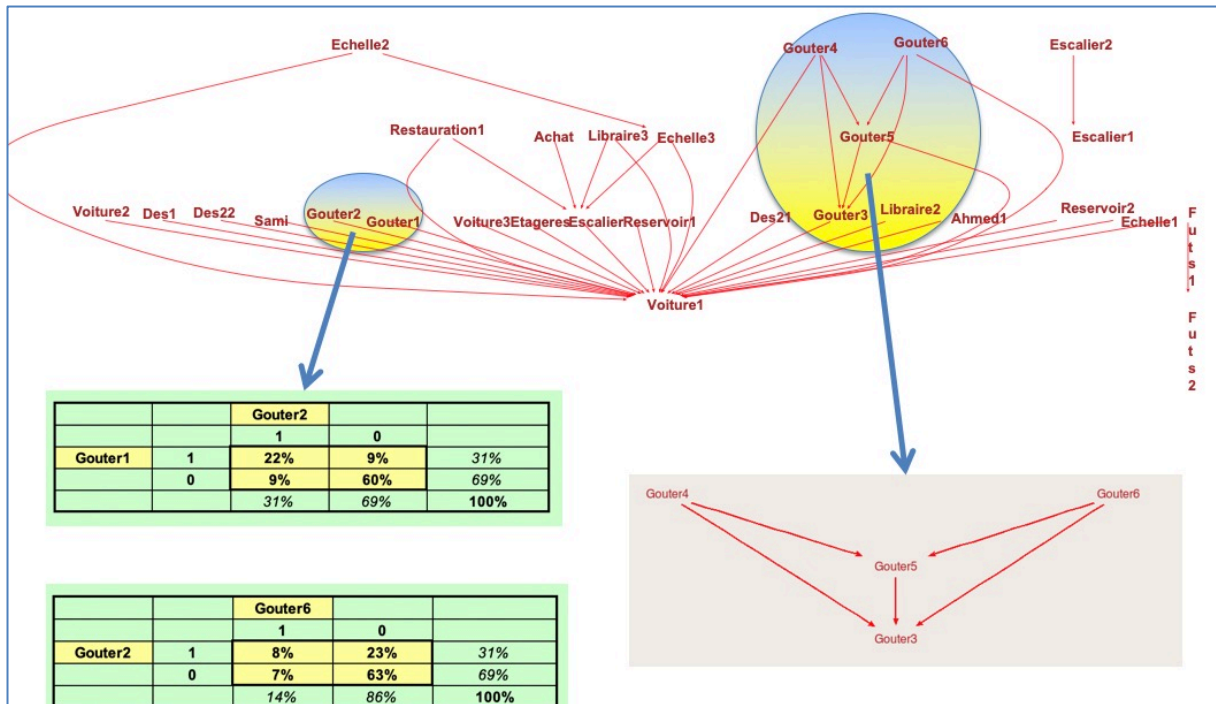 Echelle2
Gouter4
Gouter6
Escalier2
Restauration1
Achat
Libraire3
Echelle3
Gouter5
Escalier1
Voiture2
Des1
Des22
Sami
Gouter2
Gouter1
Voiture3
Etageres
Escalier
Reservoir1
Des21
Gouter3
Libraire2
Ahmed1
Reservoir2
Echelle1
Futs1
Voiture1
Futs2
Gouter2
1 0
Gouter1 1 22% 9% 31%
0 9% 60% 69%
31% 69% 100%
Gouter4
Gouter6
Gouter5
Gouter3
Gouter6
1 0
Gouter2 1 8% 23% 31%
0 7% 63% 69%
14% 86% 100%